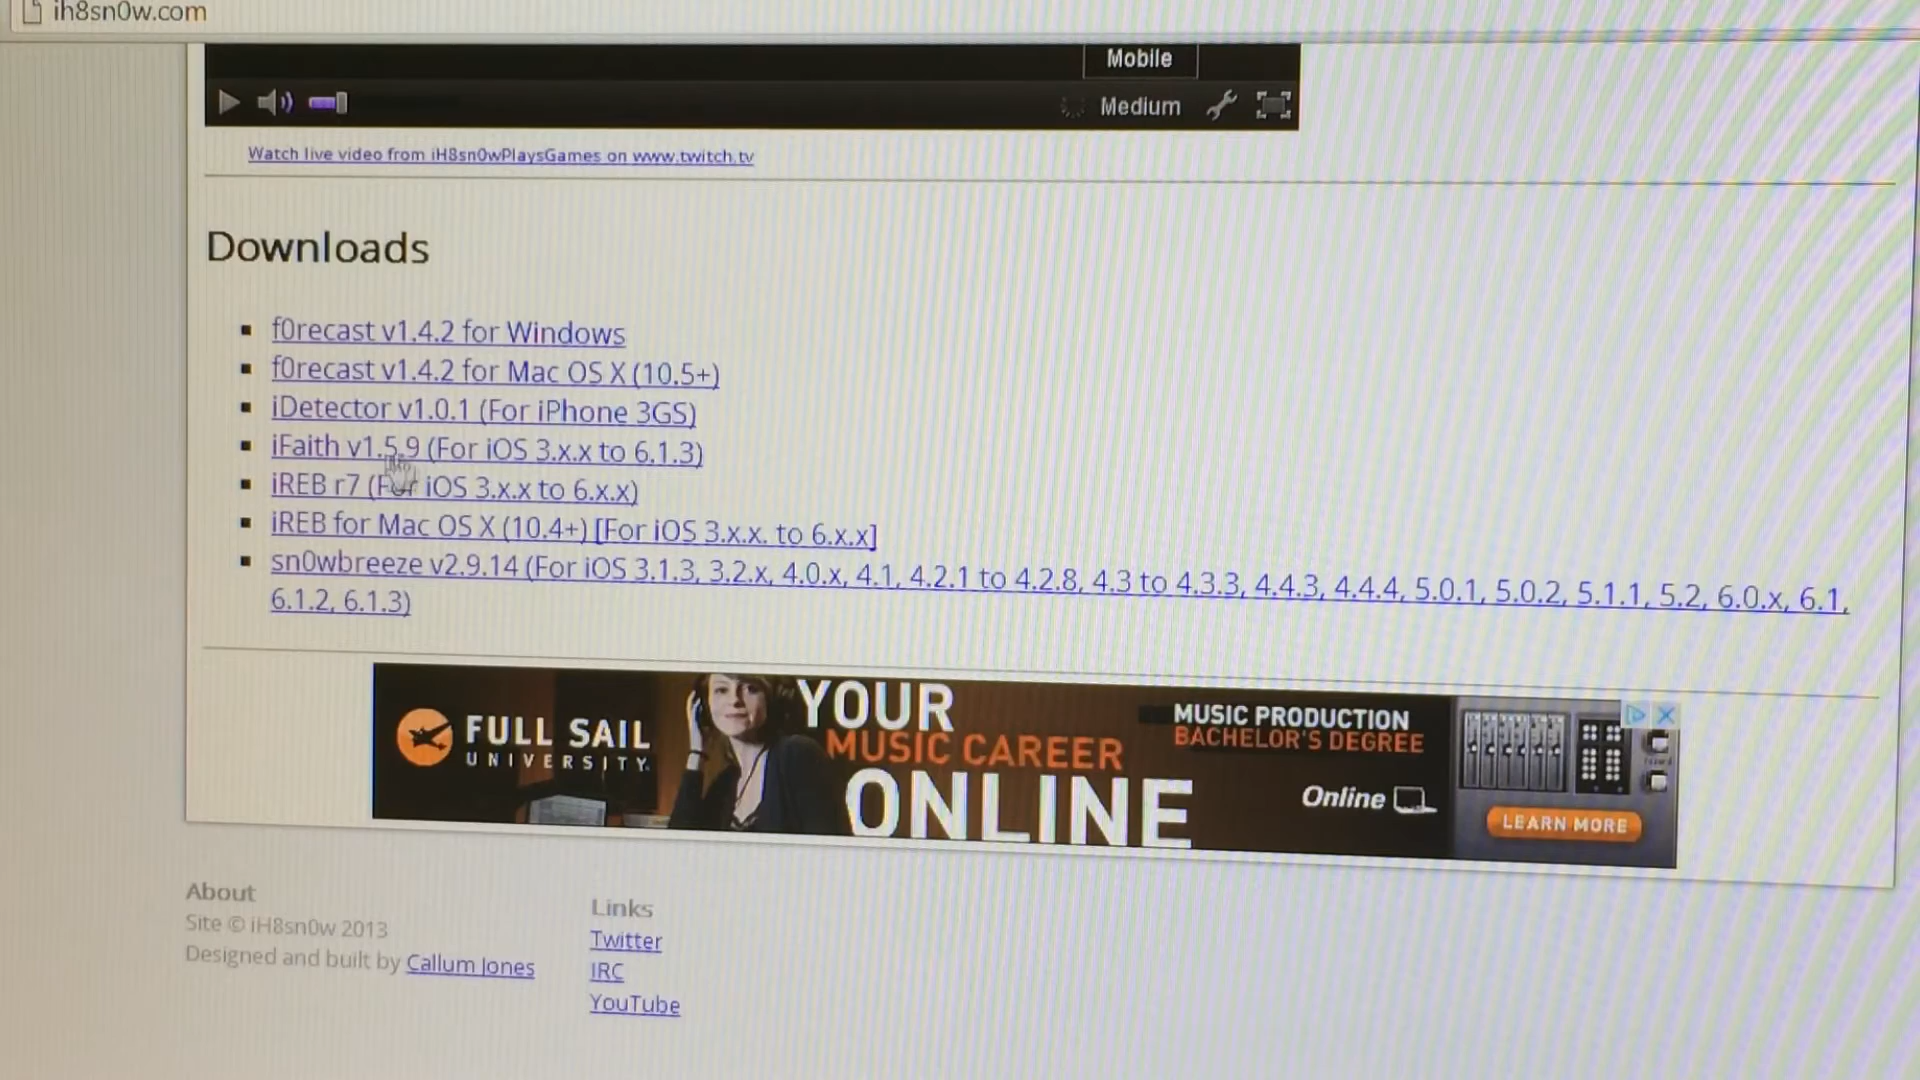 ih8sn0w.com
Mobile
Medium
Watch live video from iH8sn0wPlaysGames on www.twitch.tv
Downloads
f0recast v1.4.2 for Windows
f0recast v1.4.2 for Mac OS X (10.5+)
iDetector v1.0.1 (For iPhone 3GS)
iFaith v1.5.9 (For iOS 3.x.x to 6.1.3)
iREB r7 (For iOS 3.x.x to 6.x.x)
iREB for Mac OS X (10.4+) [For iOS 3.x.x. to 6.x.x]
sn0wbreeze v2.9.14 (For iOS 3.1.3, 3.2.x, 4.0.x, 4.1, 4.2.1 to 4.2.8, 4.3 to 4.3.3, 4.4.3, 4.4.4, 5.0.1, 5.0.2, 5.1.1, 5.2, 6.0.x, 6.1,
6.1.2, 6.1.3)
FULL SAIL
UNIVERSITY.
YOUR
MUSIC CAREER
ONLINE
MUSIC PRODUCTION
BACHELOR'S DEGREE
Online
LEARN MORE
About
Site © iH8sn0w 2013
Designed and built by Callum Jones
Links
Twitter
IRC
YouTube